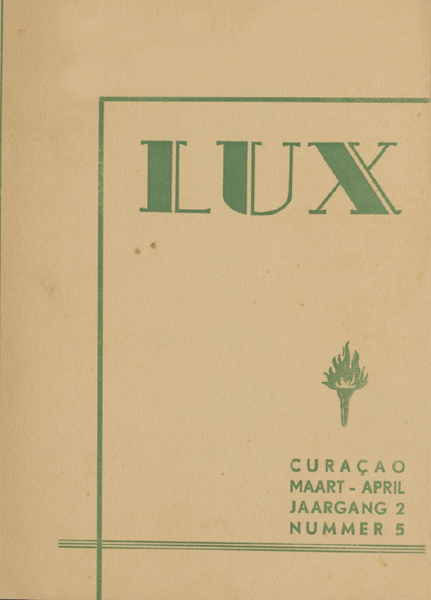 LUX
CURAÇAO
MAART - APRIL
JAARGANG 2
NUMMER 5